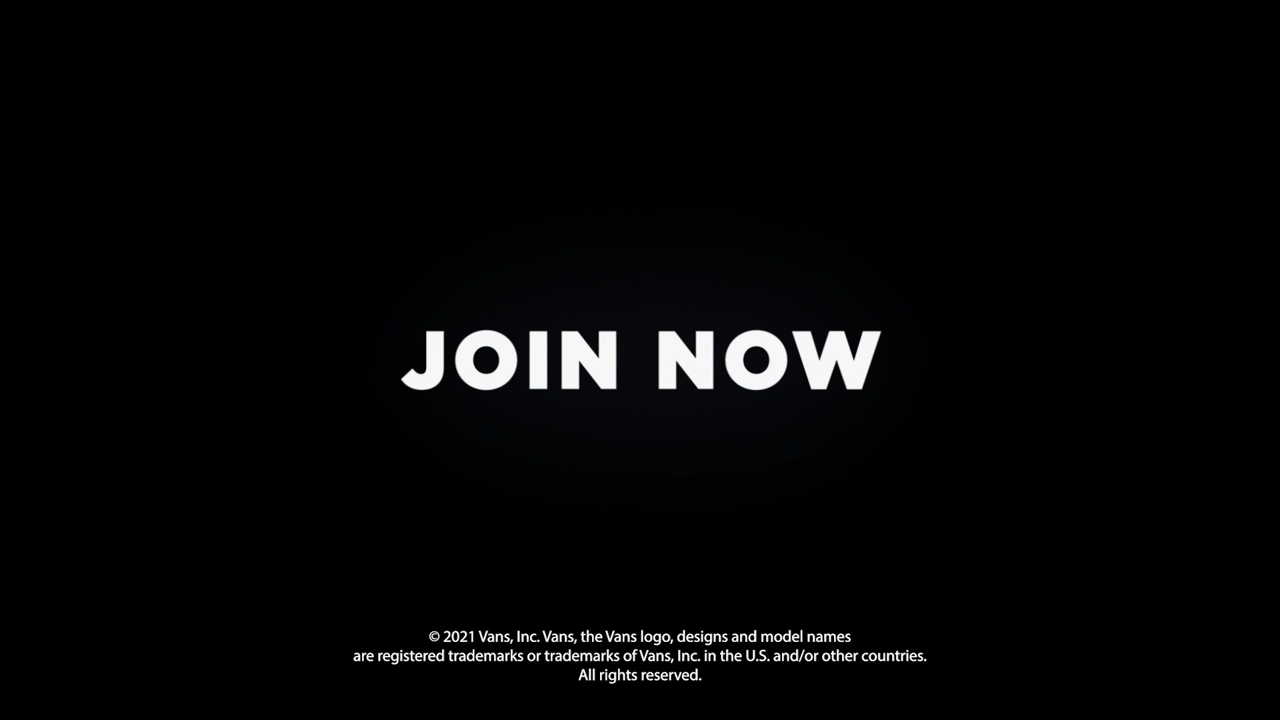 JOIN NOW
© 2021 Vans, Inc. Vans, the Vans logo, designs and model names
are registered trademarks or trademarks of Vans, Inc. in the U.S. and/or other countries.
All rights reserved.